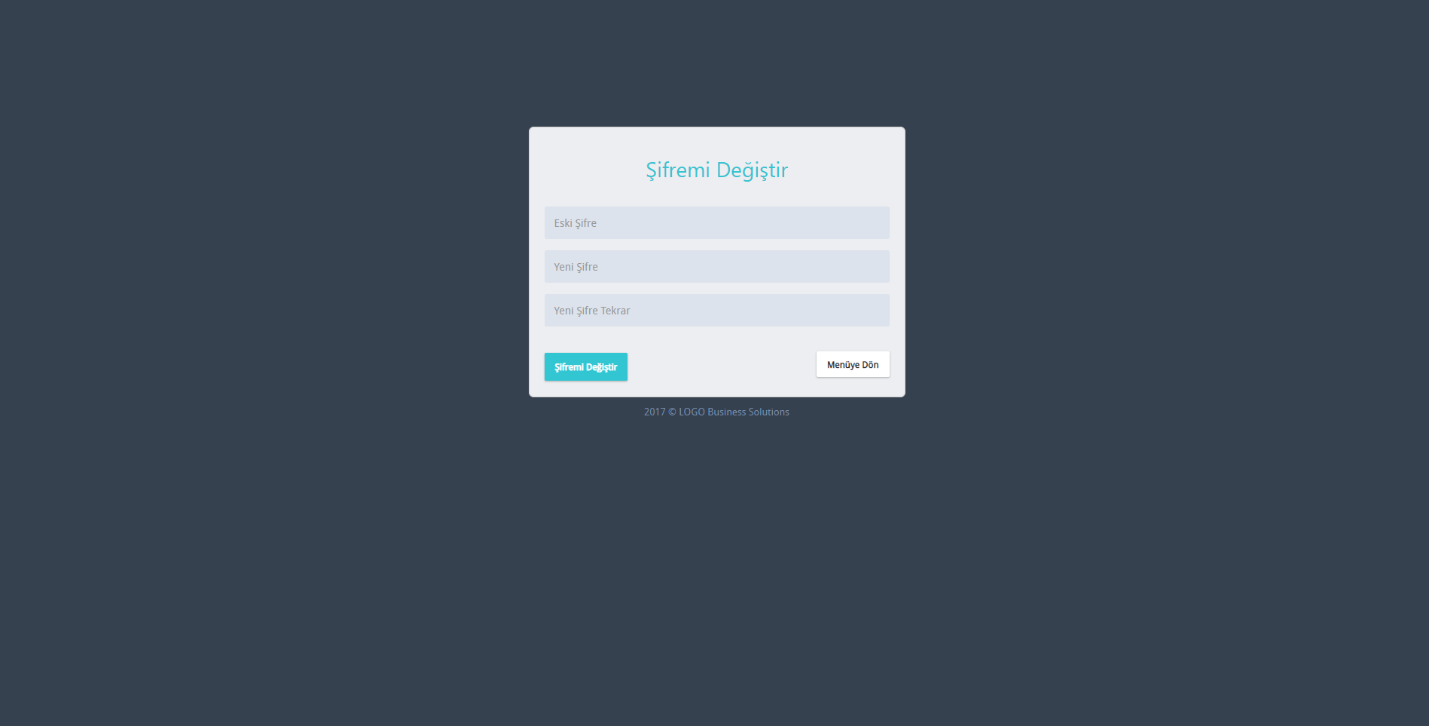 Şifremi Değiştir
Eski Şifre
Yeni Şifre
Yeni Şifre Tekrar
Şifremi Değiştir
Menüye Dön
2017 © LOGO Business Solutions